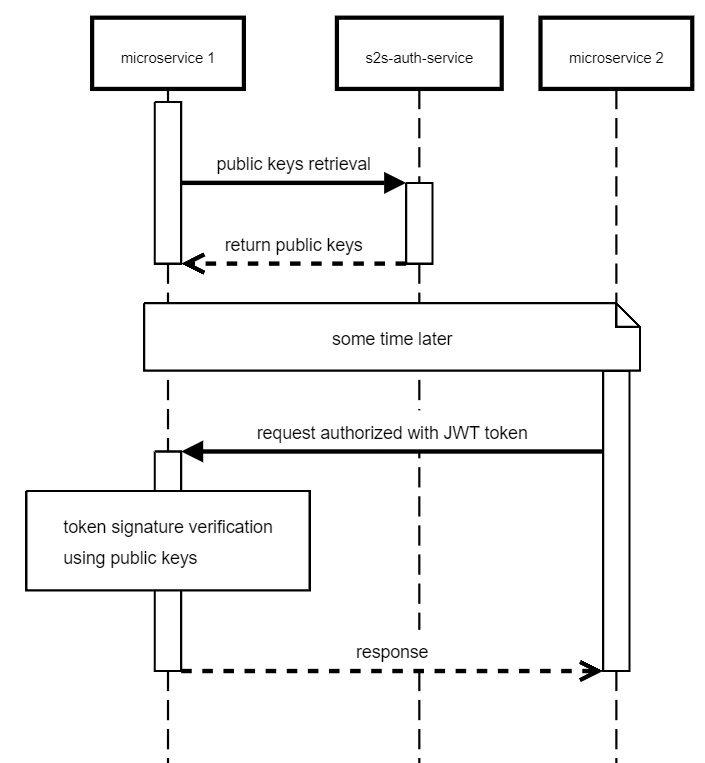 microservice 1
s2s-auth-service
microservice 2
public keys retrieval
return public keys
some time later
request authorized with JWT token
token signature verification
using public keys
response